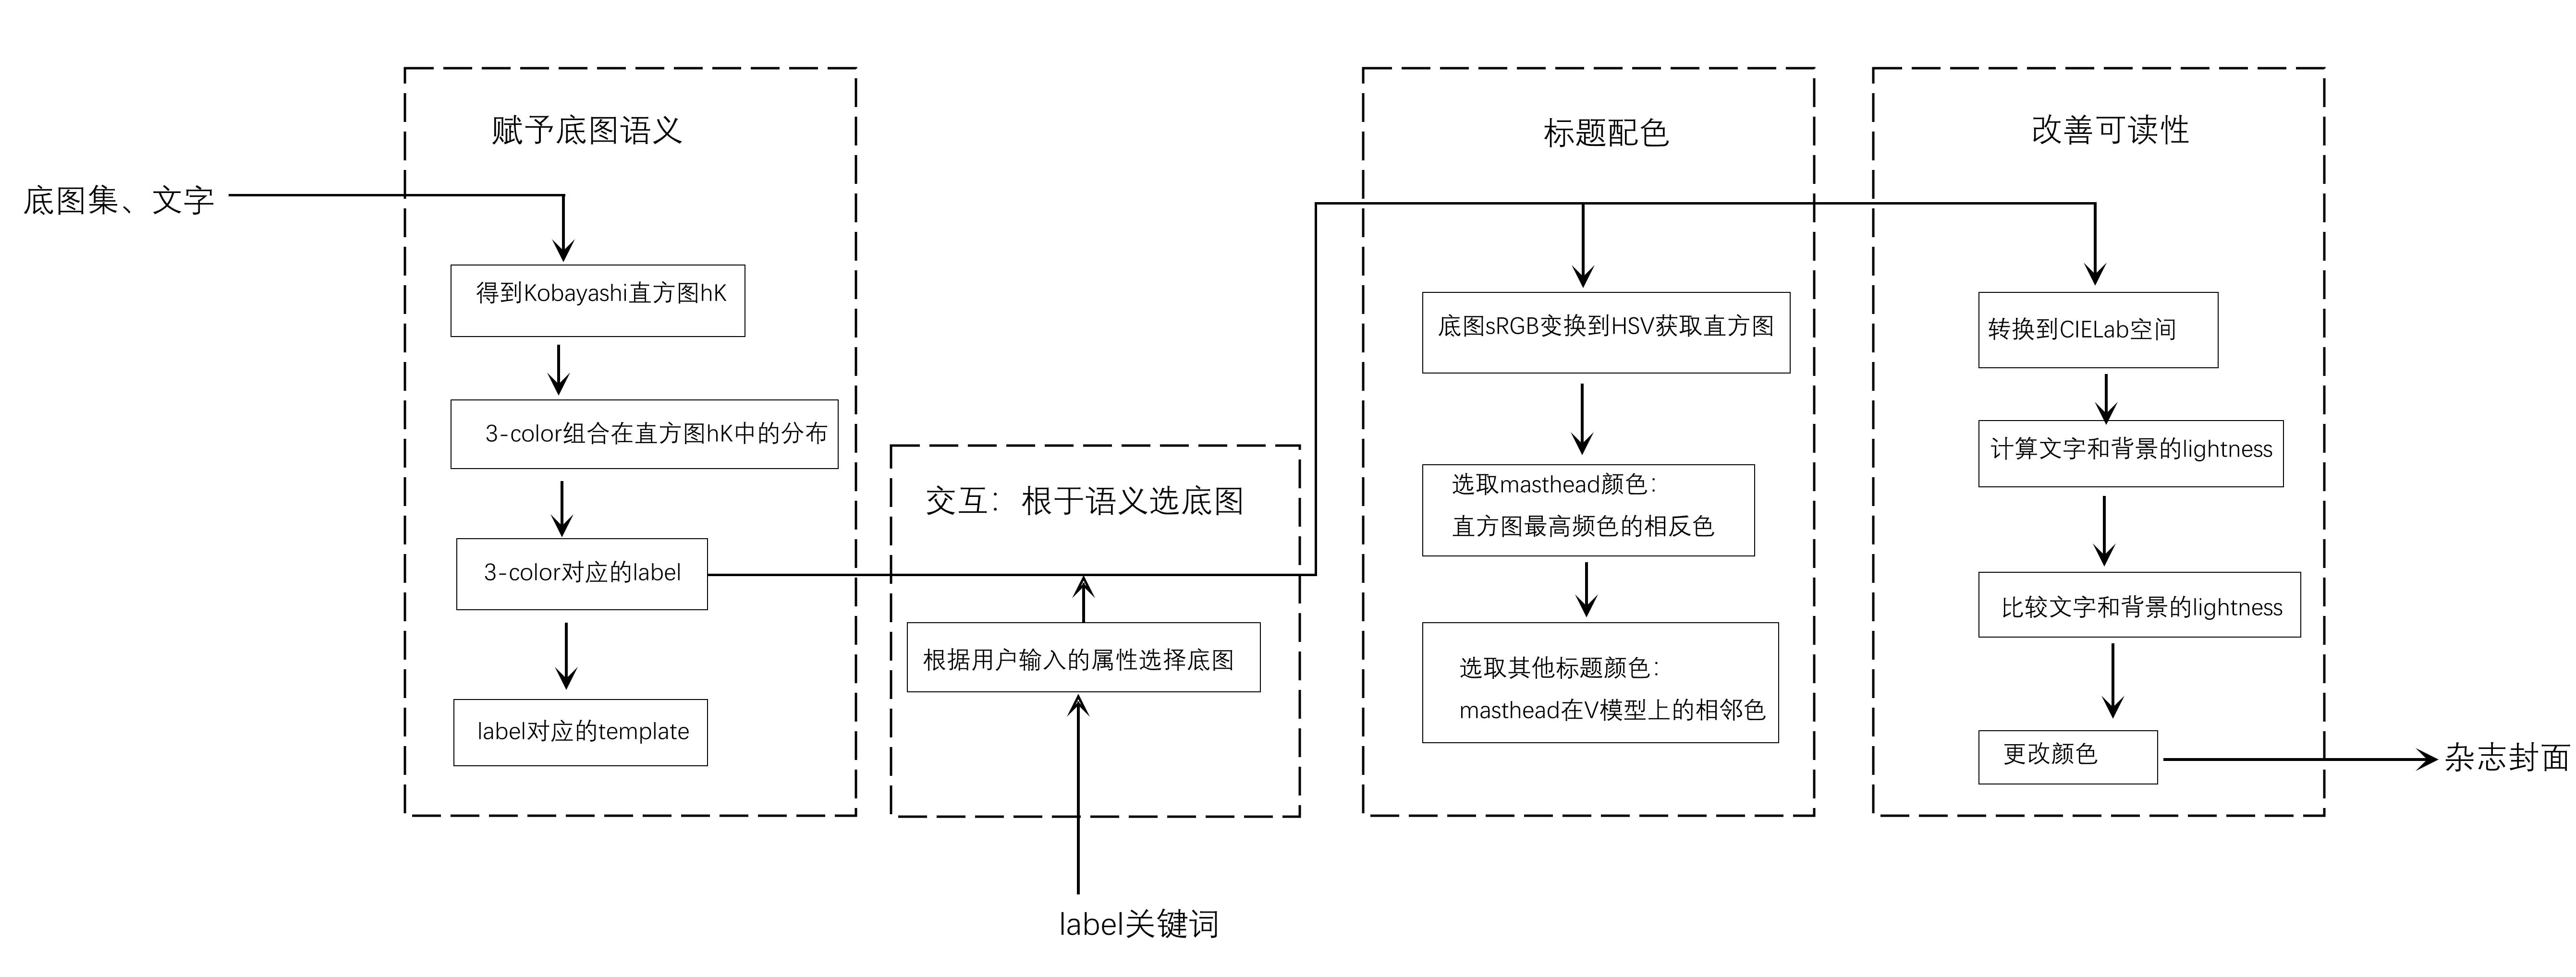 底图集、文字
赋予底图语义
得到Kobayashi直方图hK
3-color组合在直方图hK中的分布
3-color对应的label
label对应的template
交互：根于语义选底图
根据用户输入的属性选择底图
label关键词
标题配色
底图sRGB变换到HSV获取直方图
选取masthead颜色：
直方图最高频色的相反色
选取其他标题颜色：
masthead在V模型上的相邻色
改善可读性
转换到CIELab空间
计算文字和背景的lightness
比较文字和背景的lightness
更改颜色
杂志封面